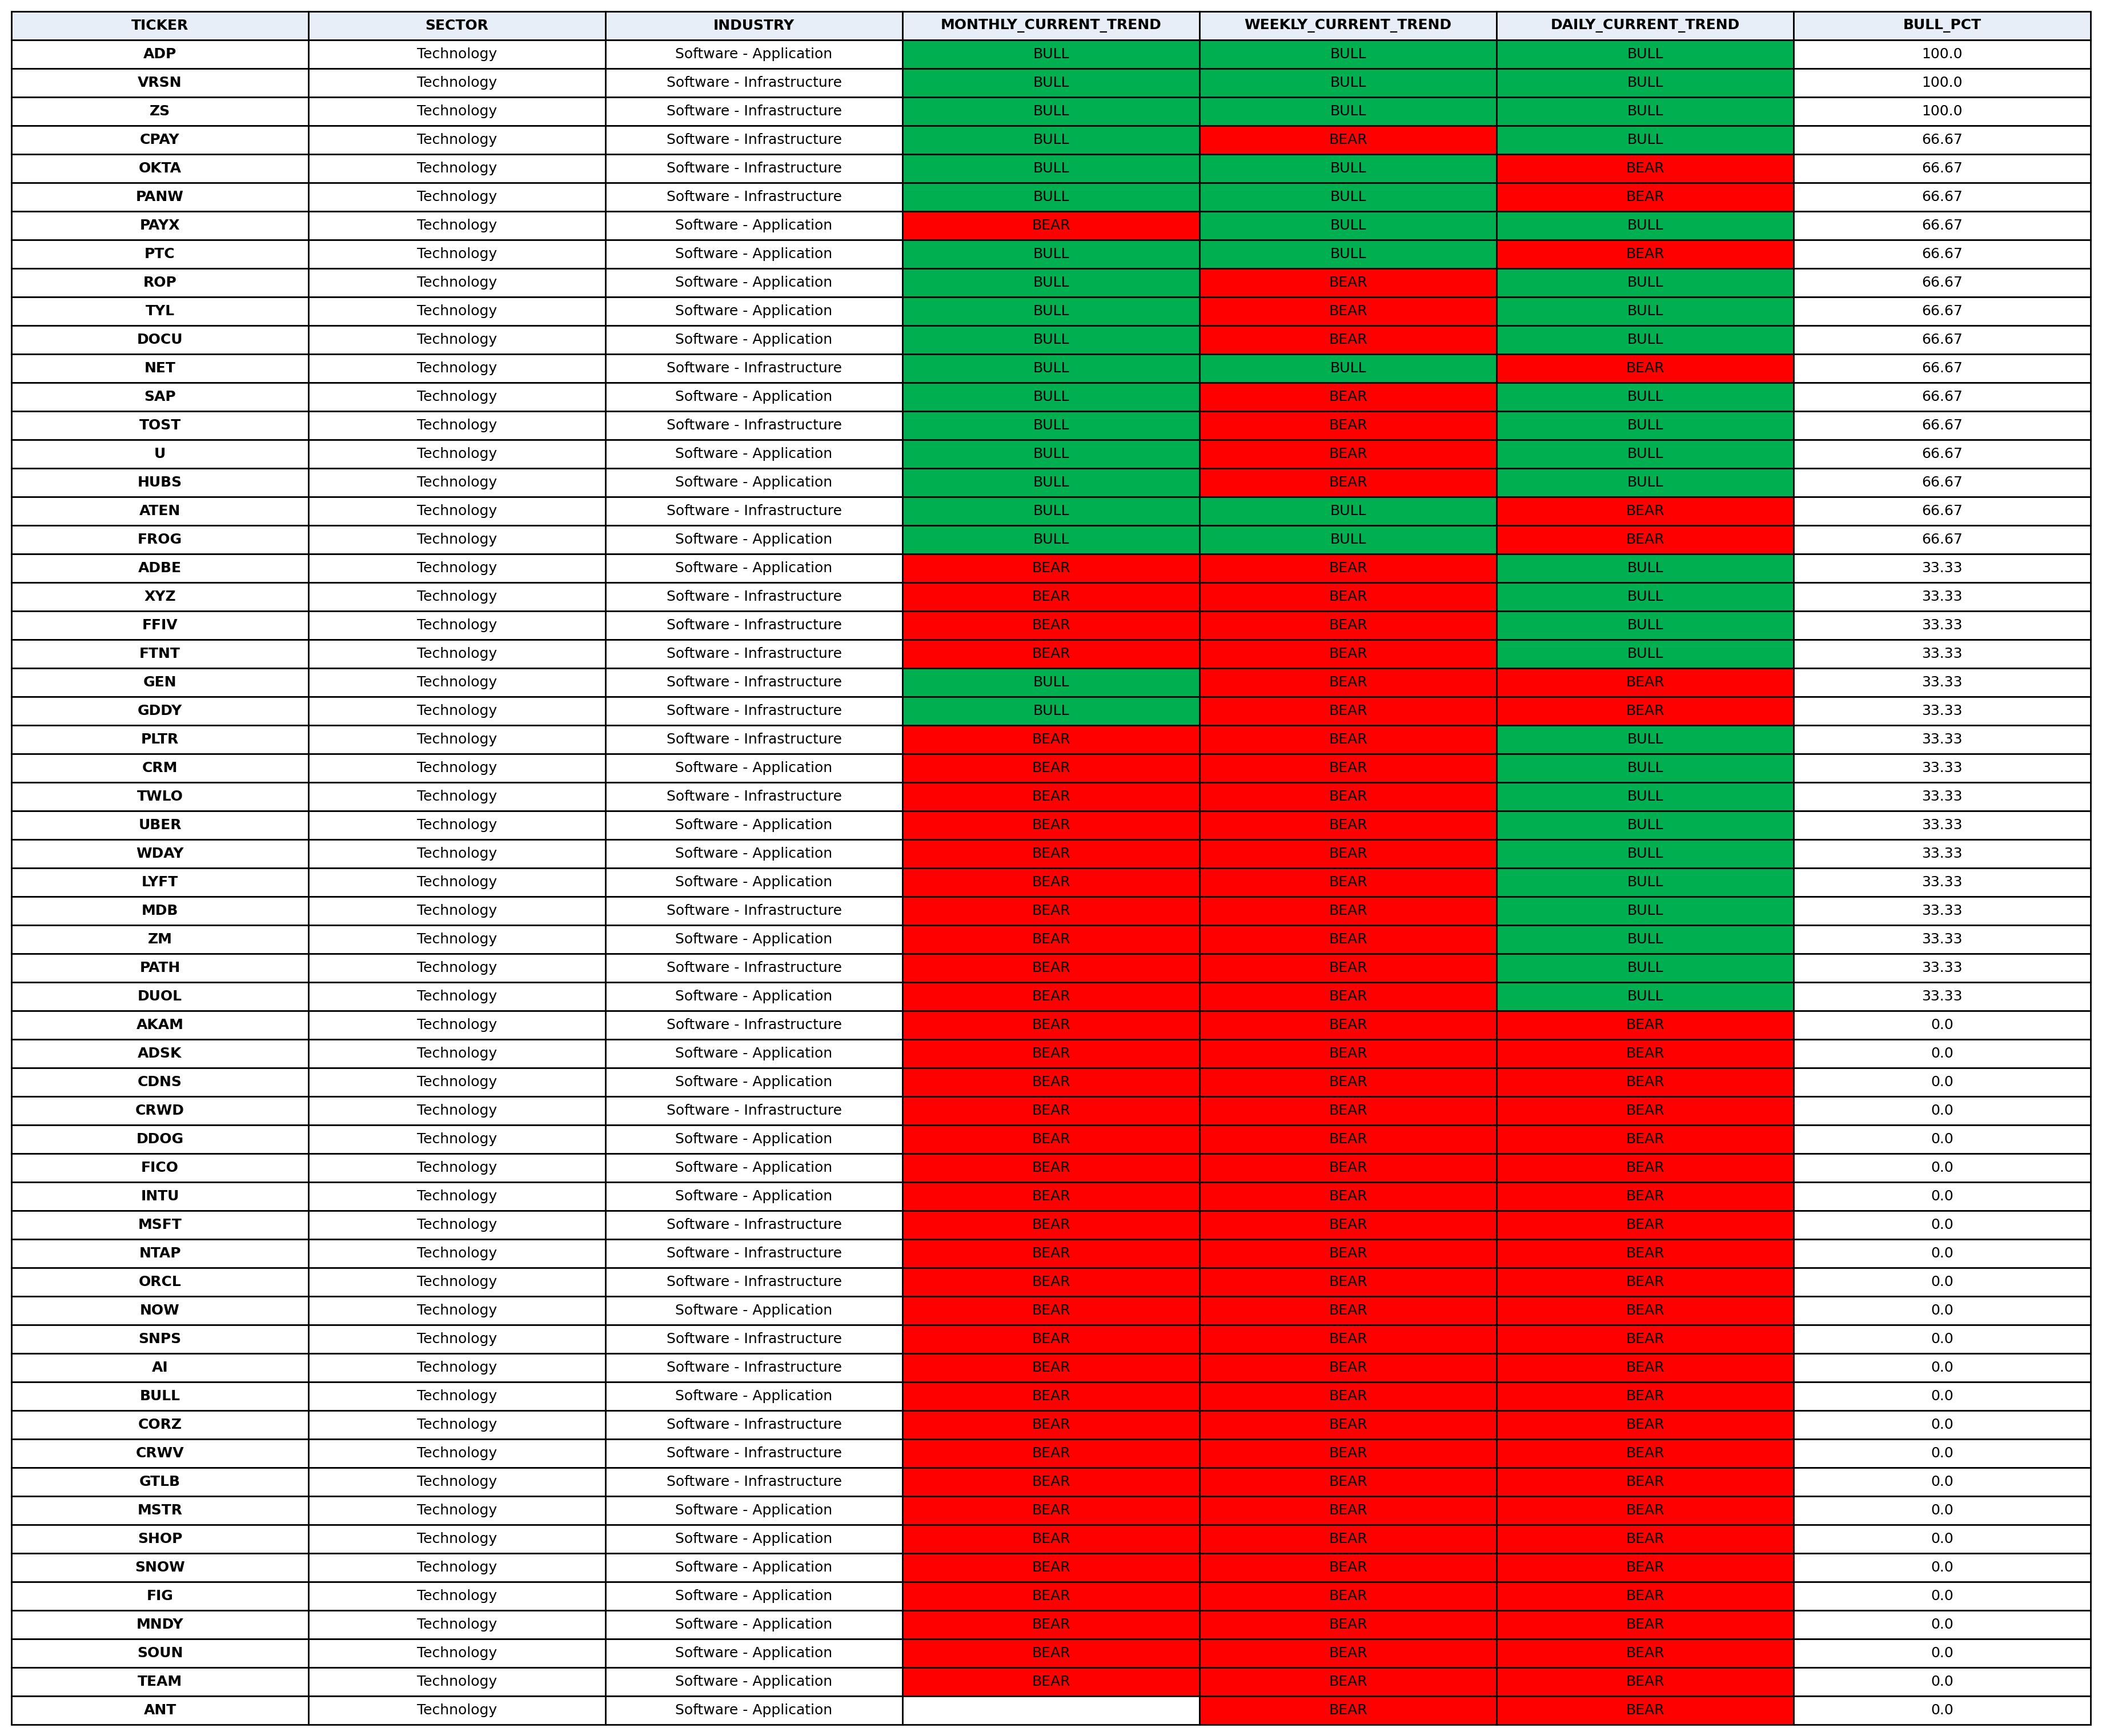 TICKER SECTOR INDUSTRY MONTHLY_CURRENT_TREND WEEKLY_CURRENT_TREND DAILY_CURRENT_TREND BULL_PCT
ADP Technology Software - Application BULL BULL BULL 100.0
VRSN Technology Software - Infrastructure BULL BULL BULL 100.0
ZS Technology Software - Infrastructure BULL BULL BULL 100.0
CPAY Technology Software - Infrastructure BULL BEAR BULL 66.67
OKTA Technology Software - Infrastructure BULL BULL BEAR 66.67
PANW Technology Software - Infrastructure BULL BULL BEAR 66.67
PAYX Technology Software - Application BEAR BULL BULL 66.67
PTC Technology Software - Application BULL BULL BEAR 66.67
ROP Technology Software - Application BULL BEAR BULL 66.67
TYL Technology Software - Application BULL BEAR BULL 66.67
DOCU Technology Software - Application BULL BEAR BULL 66.67
NET Technology Software - Infrastructure BULL BULL BEAR 66.67
SAP Technology Software - Application BULL BEAR BULL 66.67
TOST Technology Software - Infrastructure BULL BEAR BULL 66.67
U Technology Software - Application BULL BEAR BULL 66.67
HUBS Technology Software - Application BULL BEAR BULL 66.67
ATEN Technology Software - Infrastructure BULL BULL BEAR 66.67
FROG Technology Software - Application BULL BULL BEAR 66.67
ADBE Technology Software - Application BEAR BEAR BULL 33.33
XYZ Technology Software - Infrastructure BEAR BEAR BULL 33.33
FFIV Technology Software - Infrastructure BEAR BEAR BULL 33.33
FTNT Technology Software - Infrastructure BEAR BEAR BULL 33.33
GEN Technology Software - Infrastructure BULL BEAR BEAR 33.33
GDDY Technology Software - Infrastructure BULL BEAR BEAR 33.33
PLTR Technology Software - Infrastructure BEAR BEAR BULL 33.33
CRM Technology Software - Application BEAR BEAR BULL 33.33
TWLO Technology Software - Infrastructure BEAR BEAR BULL 33.33
UBER Technology Software - Application BEAR BEAR BULL 33.33
WDAY Technology Software - Application BEAR BEAR BULL 33.33
LYFT Technology Software - Application BEAR BEAR BULL 33.33
MDB Technology Software - Infrastructure BEAR BEAR BULL 33.33
ZM Technology Software - Application BEAR BEAR BULL 33.33
PATH Technology Software - Infrastructure BEAR BEAR BULL 33.33
DUOL Technology Software - Application BEAR BEAR BULL 33.33
AKAM Technology Software - Infrastructure BEAR BEAR BEAR 0.0
ADSK Technology Software - Application BEAR BEAR BEAR 0.0
CDNS Technology Software - Application BEAR BEAR BEAR 0.0
CRWD Technology Software - Infrastructure BEAR BEAR BEAR 0.0
DDOG Technology Software - Application BEAR BEAR BEAR 0.0
FICO Technology Software - Application BEAR BEAR BEAR 0.0
INTU Technology Software - Application BEAR BEAR BEAR 0.0
MSFT Technology Software - Infrastructure BEAR BEAR BEAR 0.0
NTAP Technology Software - Infrastructure BEAR BEAR BEAR 0.0
ORCL Technology Software - Infrastructure BEAR BEAR BEAR 0.0
NOW Technology Software - Application BEAR BEAR BEAR 0.0
SNPS Technology Software - Infrastructure BEAR BEAR BEAR 0.0
AI Technology Software - Infrastructure BEAR BEAR BEAR 0.0
BULL Technology Software - Application BEAR BEAR BEAR 0.0
CORZ Technology Software - Infrastructure BEAR BEAR BEAR 0.0
CRWV Technology Software - Infrastructure BEAR BEAR BEAR 0.0
GTLB Technology Software - Infrastructure BEAR BEAR BEAR 0.0
MSTR Technology Software - Application BEAR BEAR BEAR 0.0
SHOP Technology Software - Application BEAR BEAR BEAR 0.0
SNOW Technology Software - Application BEAR BEAR BEAR 0.0
FIG Technology Software - Application BEAR BEAR BEAR 0.0
MNDY Technology Software - Application BEAR BEAR BEAR 0.0
SOUN Technology Software - Application BEAR BEAR BEAR 0.0
TEAM Technology Software - Application BEAR BEAR BEAR 0.0
ANT Technology Software - Application BEAR BEAR 0.0